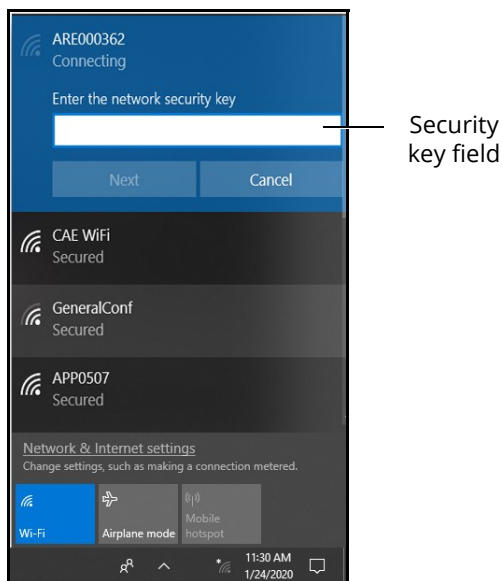 ARE000362
Connecting
Enter the network security key
Security
key field
Next
Cancel
CAE WiFi
Secured
GeneralConf
Secured
APP0507
Secured
Network & Internet settings
Change settings, such as making a connection metered.
Wi-Fi
Airplane mode
Mobile
hotspot
11:30 AM
1/24/2020